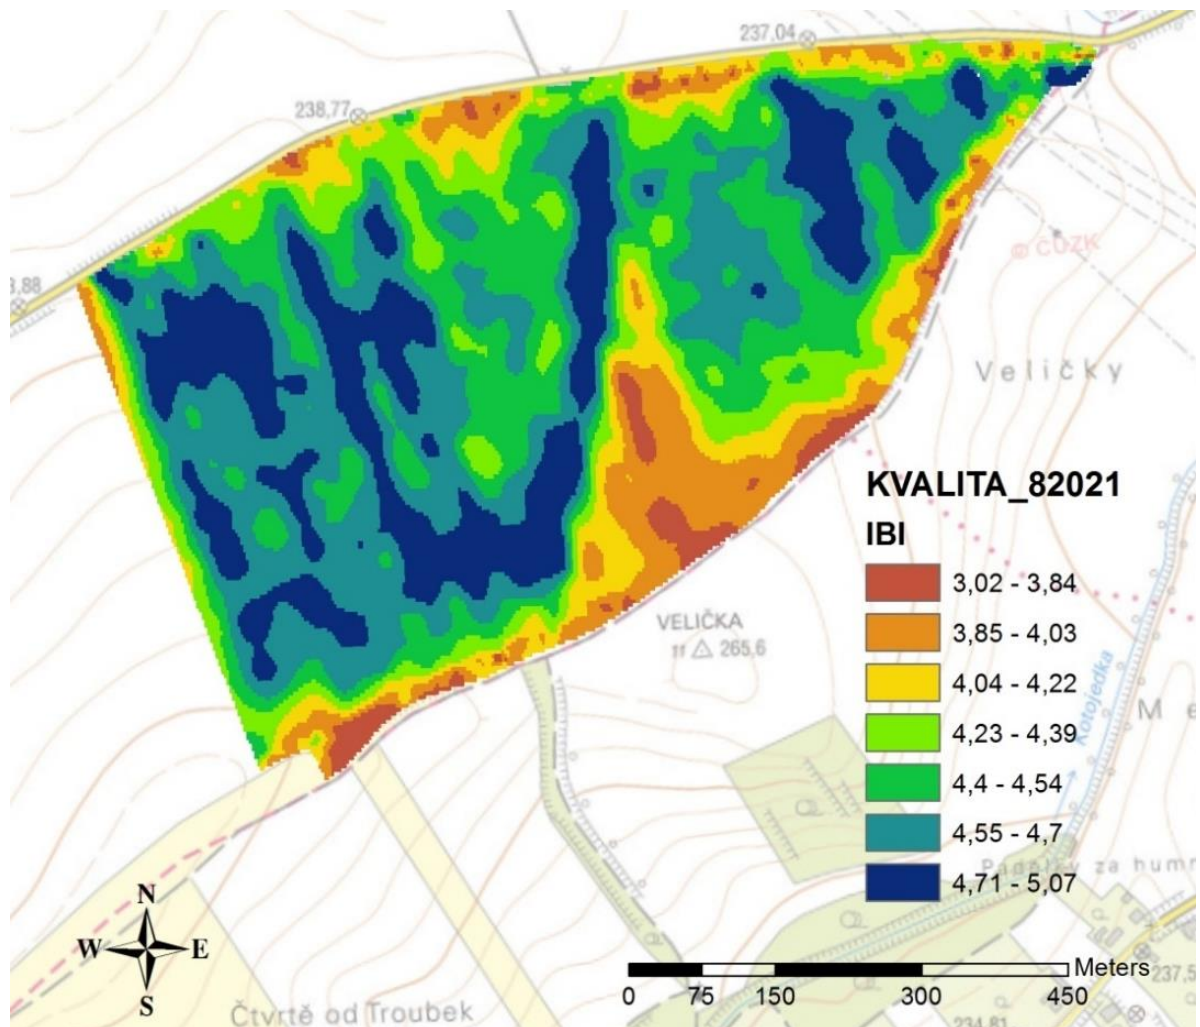 237,04
238,77
© ČÚZK
8,88
Veličky
KVALITA_82021
IBI
3,02 - 3,84
3,85 - 4,03
VELIČKA
265.6
4,04 - 4,22
4,23 - 4,39
Kotojedka
4,4 - 4,54
4,55 - 4,7
za humn
4,71 - 5,07
N
W E
S
Meters
0 75 150 300 450
237,5
Čtvrtě od Troubek
234,81